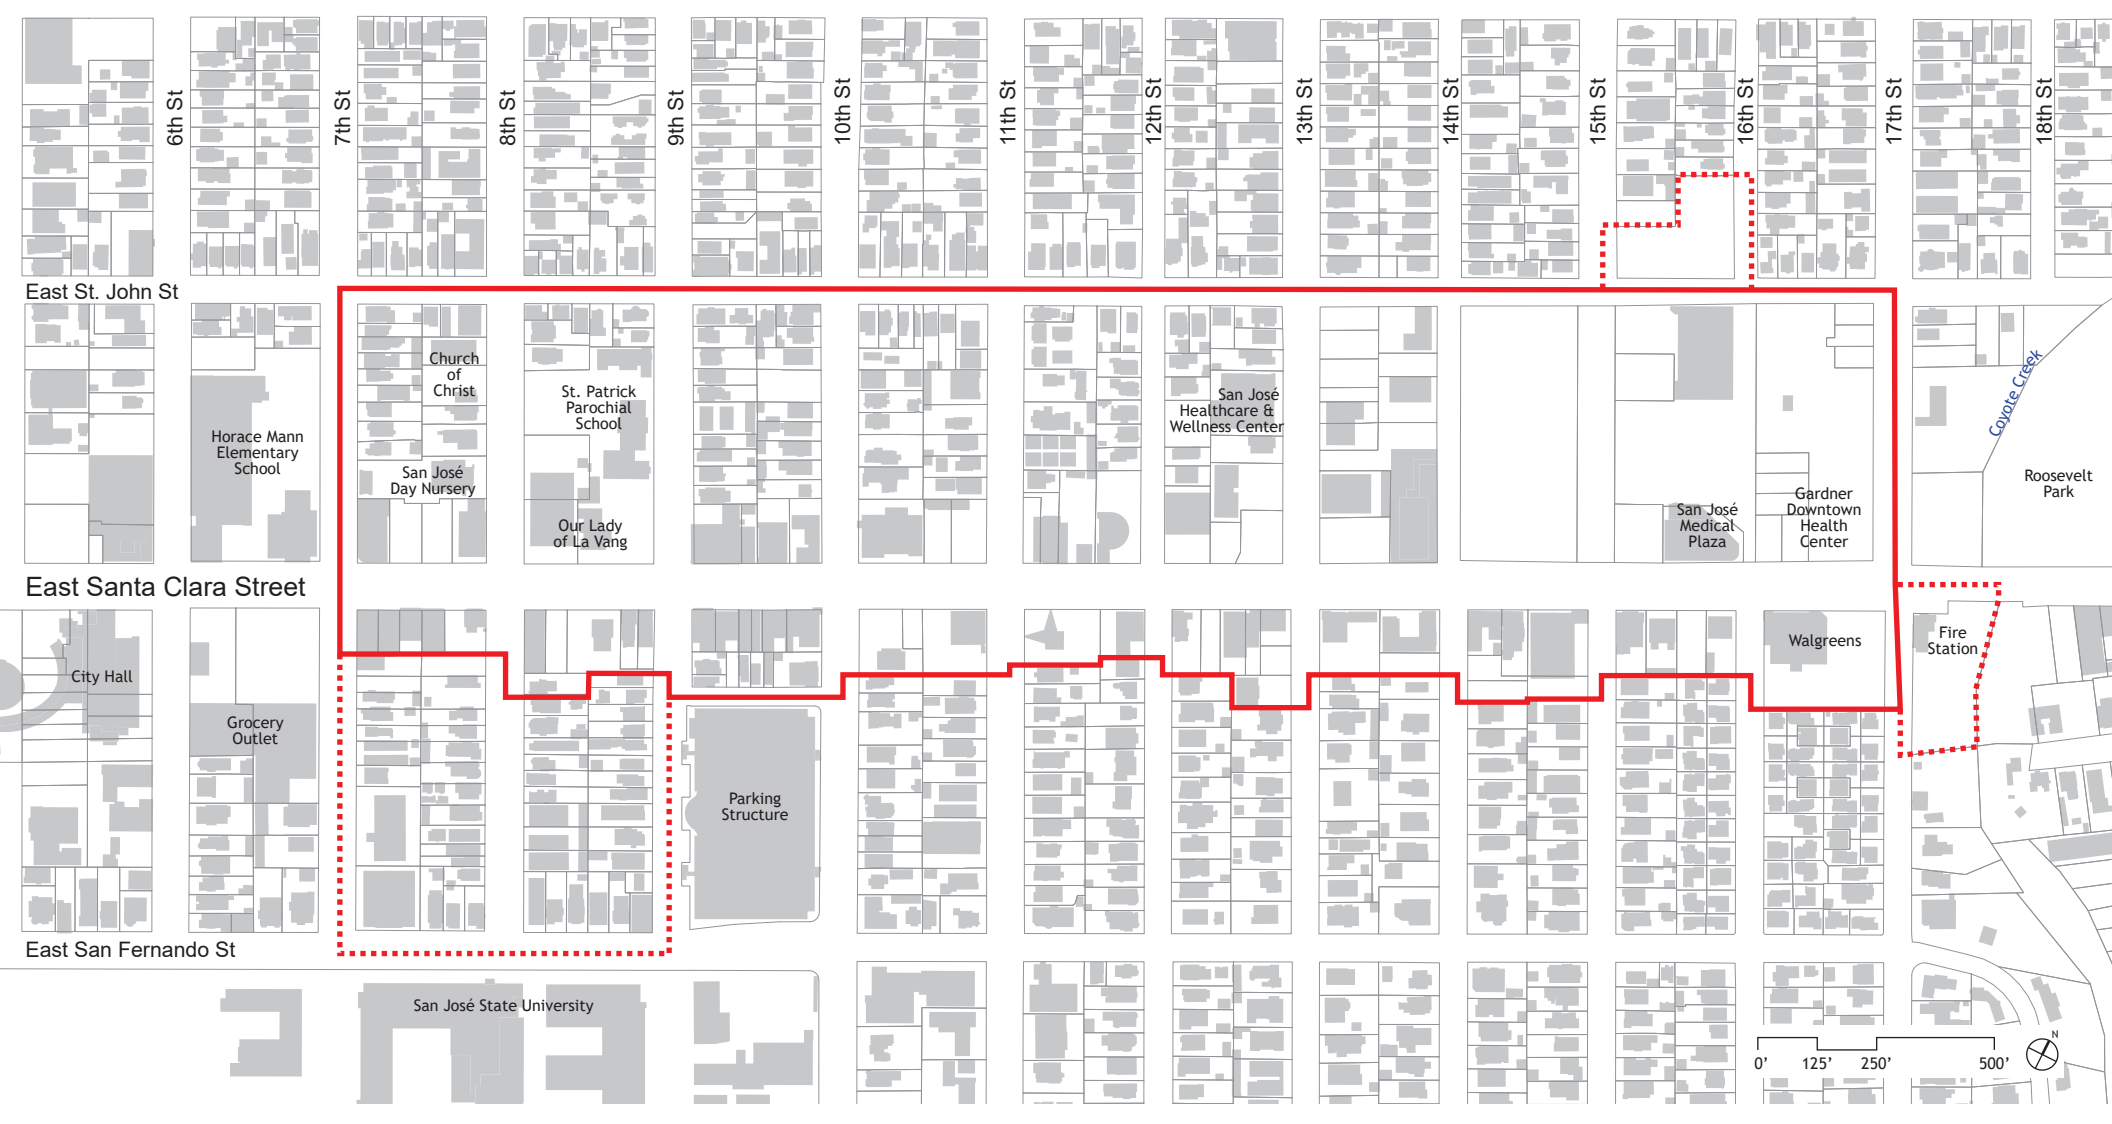 6th St
7th St
8th St
9th St
10th St
11th St
12th St
13th St
14th St
15th St
16th St
17th St
18th St
East St. John St
Church
of
Christ
St. Patrick
Parochial
School
San José
Healthcare &
Wellness Center
Coyote Creek
Horace Mann
Elementary
School
San José
Day Nursery
Roosevelt
Park
Our Lady
of La Vang
San José
Medical
Plaza
Gardner
Downtown
Health
Center
East Santa Clara Street
City Hall
Walgreens
Fire
Station
Grocery
Outlet
Parking
Structure
East San Fernando St
San José State University
N
0' 125' 250' 500'